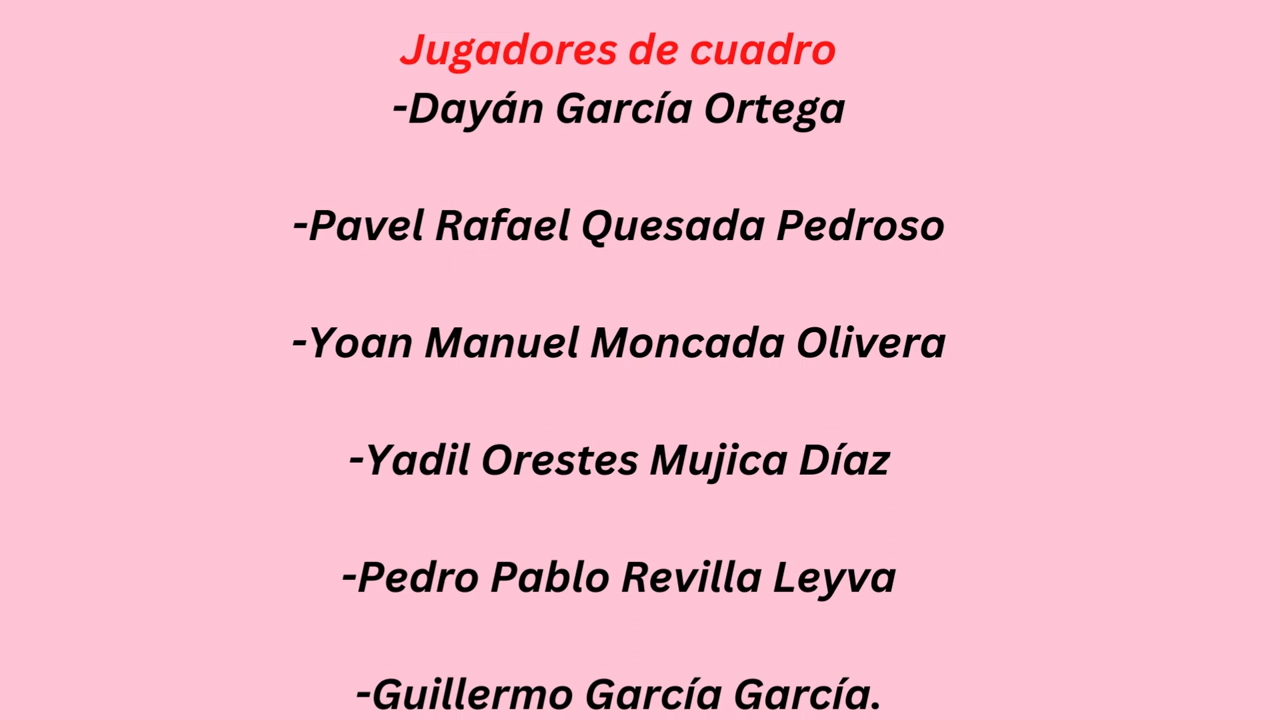 Jugadores de cuadro
-Dayán García Ortega
-Pavel Rafael Quesada Pedroso
-Yoan Manuel Moncada Olivera
-Yadil Orestes Mujica Díaz
-Pedro Pablo Revilla Leyva
-Guillermo García García.